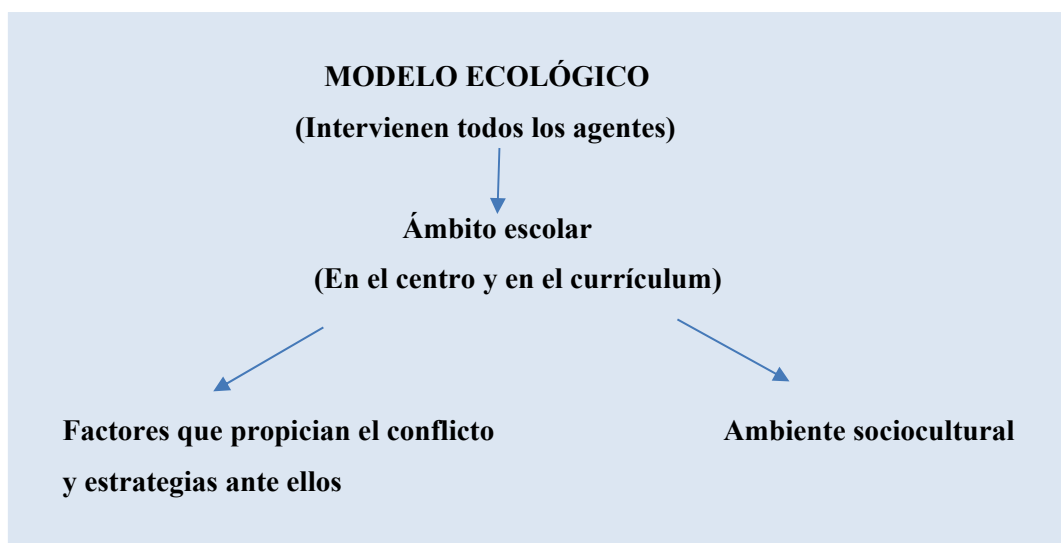 MODELO ECOLÓGICO
(Intervienen todos los agentes)
Ámbito escolar
(En el centro y en el currículum)
Factores que propician el conflicto
y estrategias ante ellos
Ambiente sociocultural